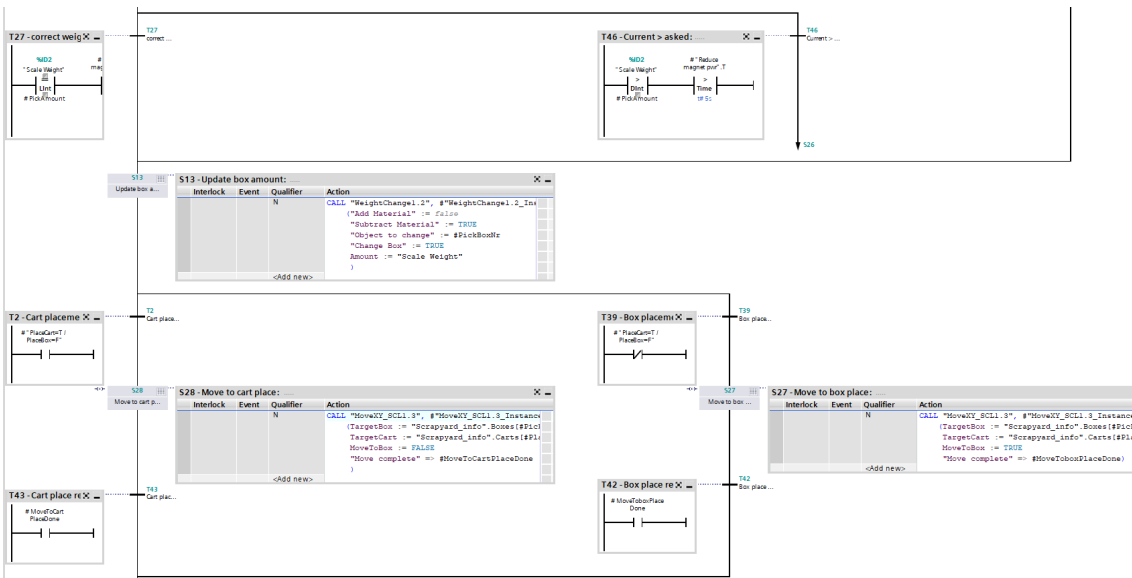 T27 - correct weig
T27
correct ...
%ID2
"Scale Weight"
#
mag
==
LInt
# PickAmount
T46 - Current > asked: .....
T46
Current > ...
%ID2
"Scale Weight"
# "Reduce
magnet pwr" .T
>
DInt
>
Time
# PickAmount
t# 5s
S26
S13
Update box a...
S13 - Update box amount: .....
Interlock Event Qualifier Action
N CALL "WeightChange1.2", #"WeightChange1.2_Ins
("Add Material" := false
"Subtract Material" := TRUE
"Object to change" := #PickBoxNr
"Change Box" := TRUE
Amount := "Scale Weight"
)
<Add new>
T2 - Cart placeme
T2
Cart place...
# "PlaceCart=T /
PlaceBox=F"
T39 - Box placeme
T39
Box place...
# "PlaceCart=T /
PlaceBox=F"
S28
Move to cart p...
S28 - Move to cart place: .....
Interlock Event Qualifier Action
N CALL "MoveXY_SCL1.3", #"MoveXY_SCL1.3_Instance
(TargetBox := "Scrapyard_info".Boxes[#Pick
TargetCart := "Scrapyard_info".Carts[#Pla
MoveToBox := FALSE
"Move complete" => #MoveToCartPlaceDone
)
<Add new>
S27
Move to box ...
S27 - Move to box place: .....
Interlock Event Qualifier Action
N CALL "MoveXY_SCL1.3", #"MoveXY_SCL1.3_Instance
(TargetBox := "Scrapyard_info".Boxes[#Pick
TargetCart := "Scrapyard_info".Carts[#Pla
MoveToBox := TRUE
"Move complete" => #MoveToboxPlaceDone)
<Add new>
T43 - Cart place re
T43
Cart plac...
# MoveToCart
PlaceDone
T42 - Box place re
T42
Box place...
# MoveToboxPlace
Done